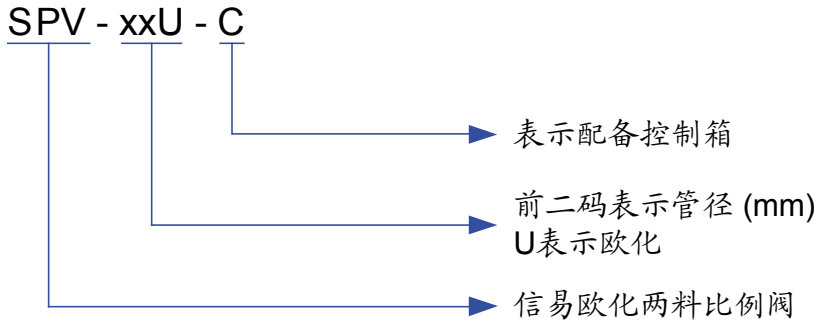 SPV - xxU - C
表示配备控制箱
前二码表示管径 (mm)
U表示欧化
信易欧化两料比例阀